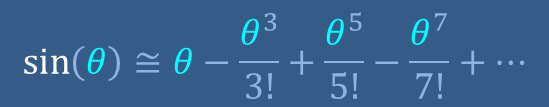 sin(θ) ≅ θ − θ³/3! + θ⁵/5! − θ⁷/7! + ⋯